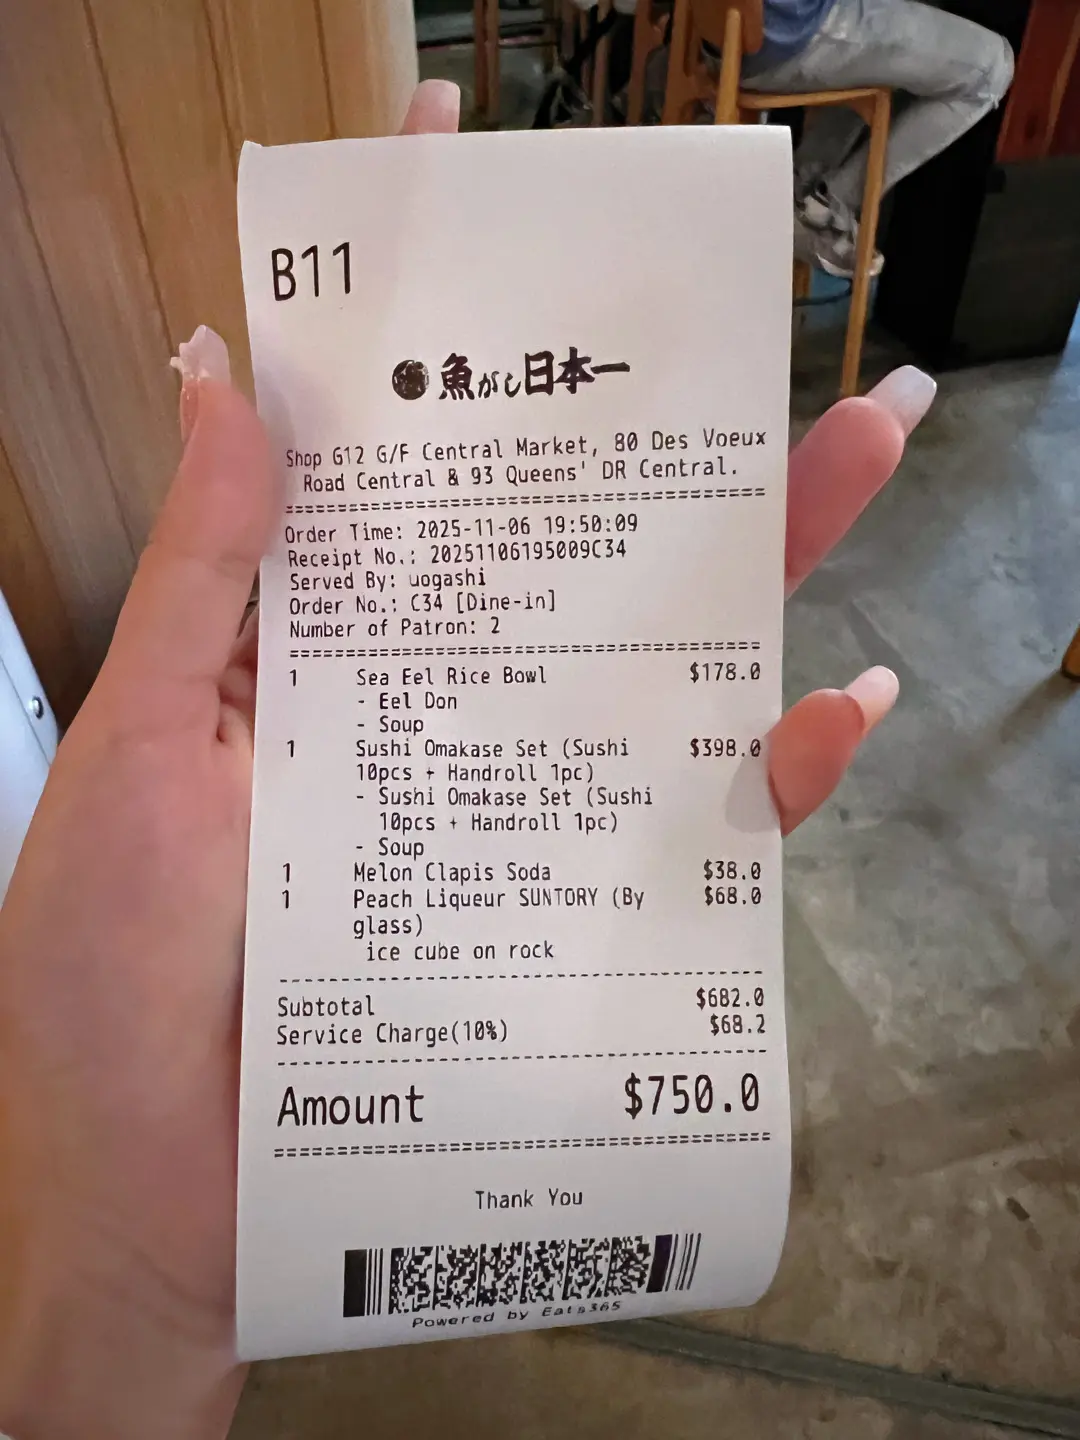 B11
魚がし日本一
Shop G12 G/F Central Market, 80 Des Voeux
Road Central & 93 Queens' DR Central.
Order Time: 2025-11-06 19:50:09
Receipt No.: 20251106195009C34
Served By: uogashi
Order No.: C34 [Dine-in]
Number of Patron: 2
1 Sea Eel Rice Bowl $178.0
- Eel Don
- Soup
1 Sushi Omakase Set (Sushi $398.0
10pcs + Handroll 1pc)
- Sushi Omakase Set (Sushi
10pcs + Handroll 1pc)
- Soup
1 Melon Clapis Soda $38.0
1 Peach Liqueur SUNTORY (By $68.0
glass)
ice cube on rock
Subtotal $682.0
Service Charge(10%) $68.2
Amount $750.0
Thank You
Powered by Eats365